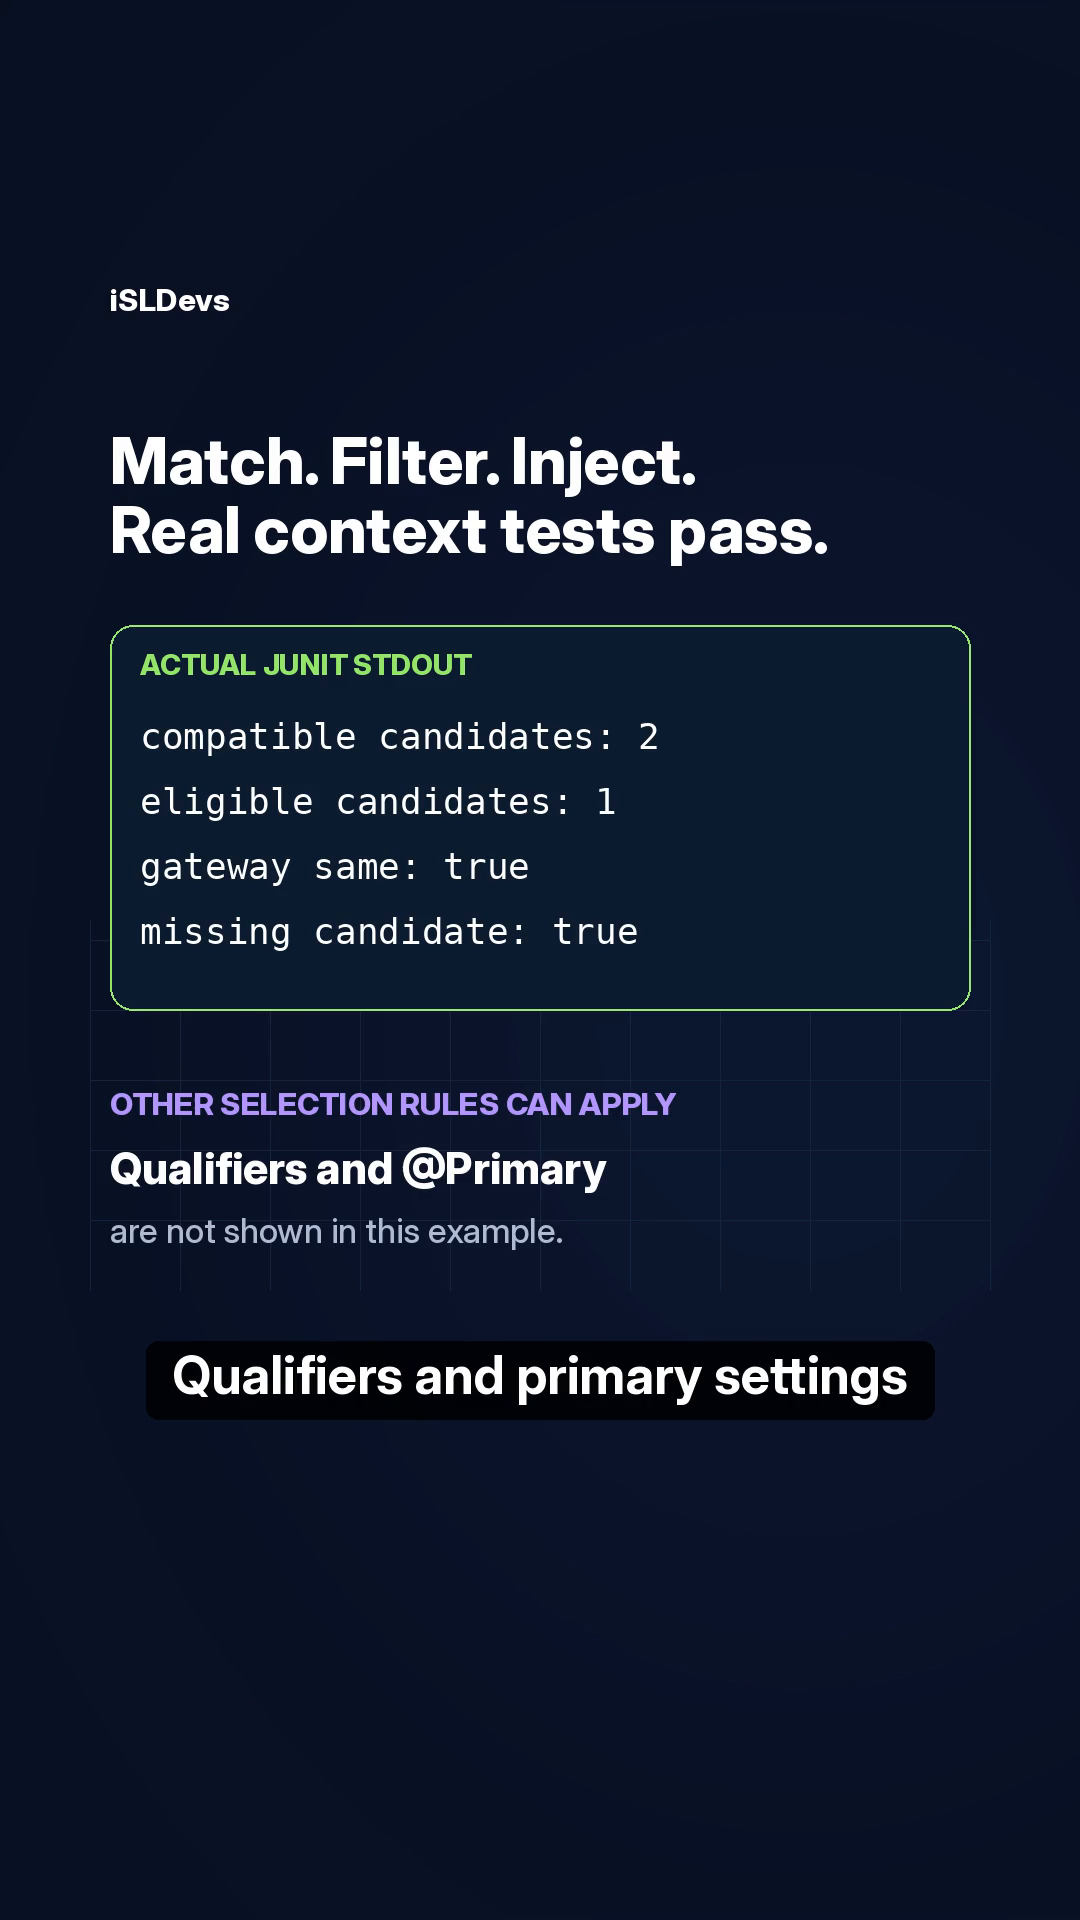 iSLDevs
Match. Filter. Inject.
Real context tests pass.
ACTUAL JUNIT STDOUT
compatible candidates: 2
eligible candidates: 1
gateway same: true
missing candidate: true
OTHER SELECTION RULES CAN APPLY
Qualifiers and @Primary
are not shown in this example.
Qualifiers and primary settings